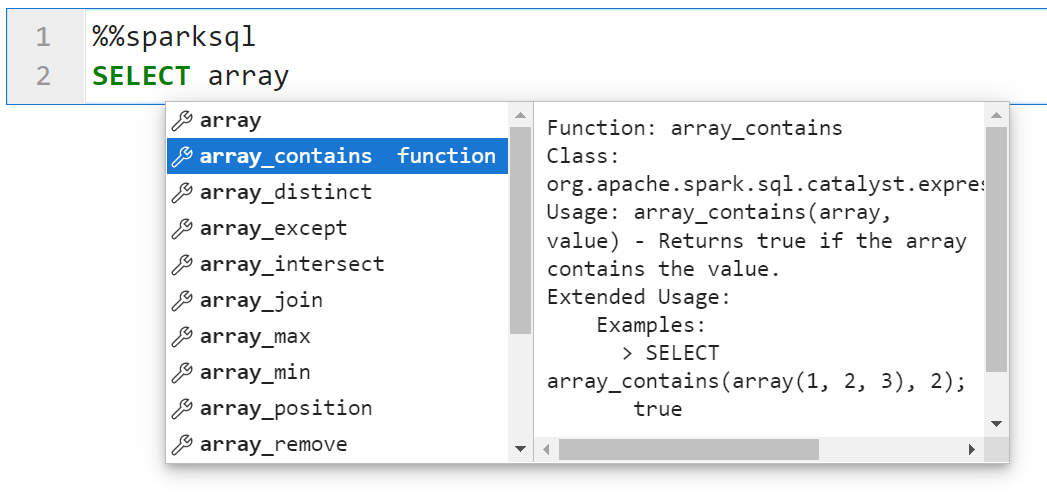 1 %%sparksql
2 SELECT array
array
array_contains function
array_distinct
array_except
array_intersect
array_join
array_max
array_min
array_position
array_remove
Function: array_contains
Class:
org.apache.spark.sql.catalyst.expres
Usage: array_contains(array,
value) - Returns true if the array
contains the value.
Extended Usage:
Examples:
> SELECT
array_contains(array(1, 2, 3), 2);
true